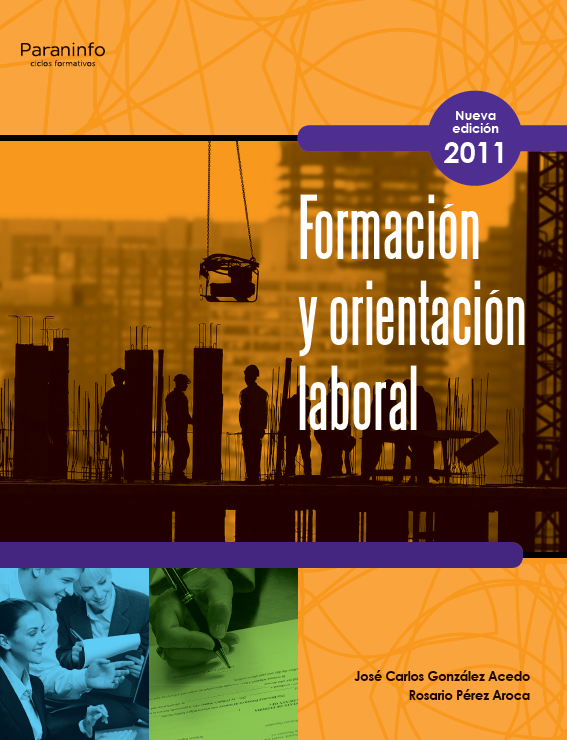 Paraninfo
ciclos formativos
Nueva
edición
2011
Formación
y orientación
laboral
José Carlos González Acedo
Rosario Pérez Aroca